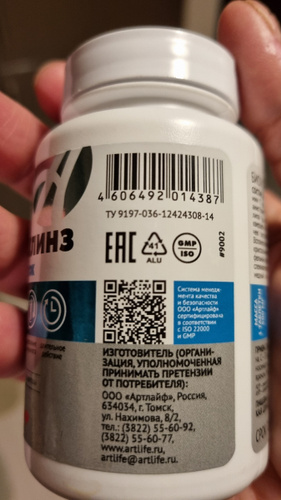 4 606492 014387
ТУ 9197-036-12424308-14
ЛИНЗ
EAC
41
ALU
GMP
ISO
#9002
Система менедж-
мента качества
и безопасности
ООО «Артлайф»
сертифицирована
в соответствии
с ISO 22000
и GMP
действие
ИЗГОТОВИТЕЛЬ (ОРГАНИ-
ЗАЦИЯ, УПОЛНОМОЧЕННАЯ
ПРИНИМАТЬ ПРЕТЕНЗИИ
ОТ ПОТРЕБИТЕЛЯ):
ООО «Артлайф», Россия,
634034, г. Томск,
ул. Нахимова, 8/2,
тел.: (3822) 55-60-92,
(3822) 55-60-77,
www.artlife.ru
artlife@artlife.ru